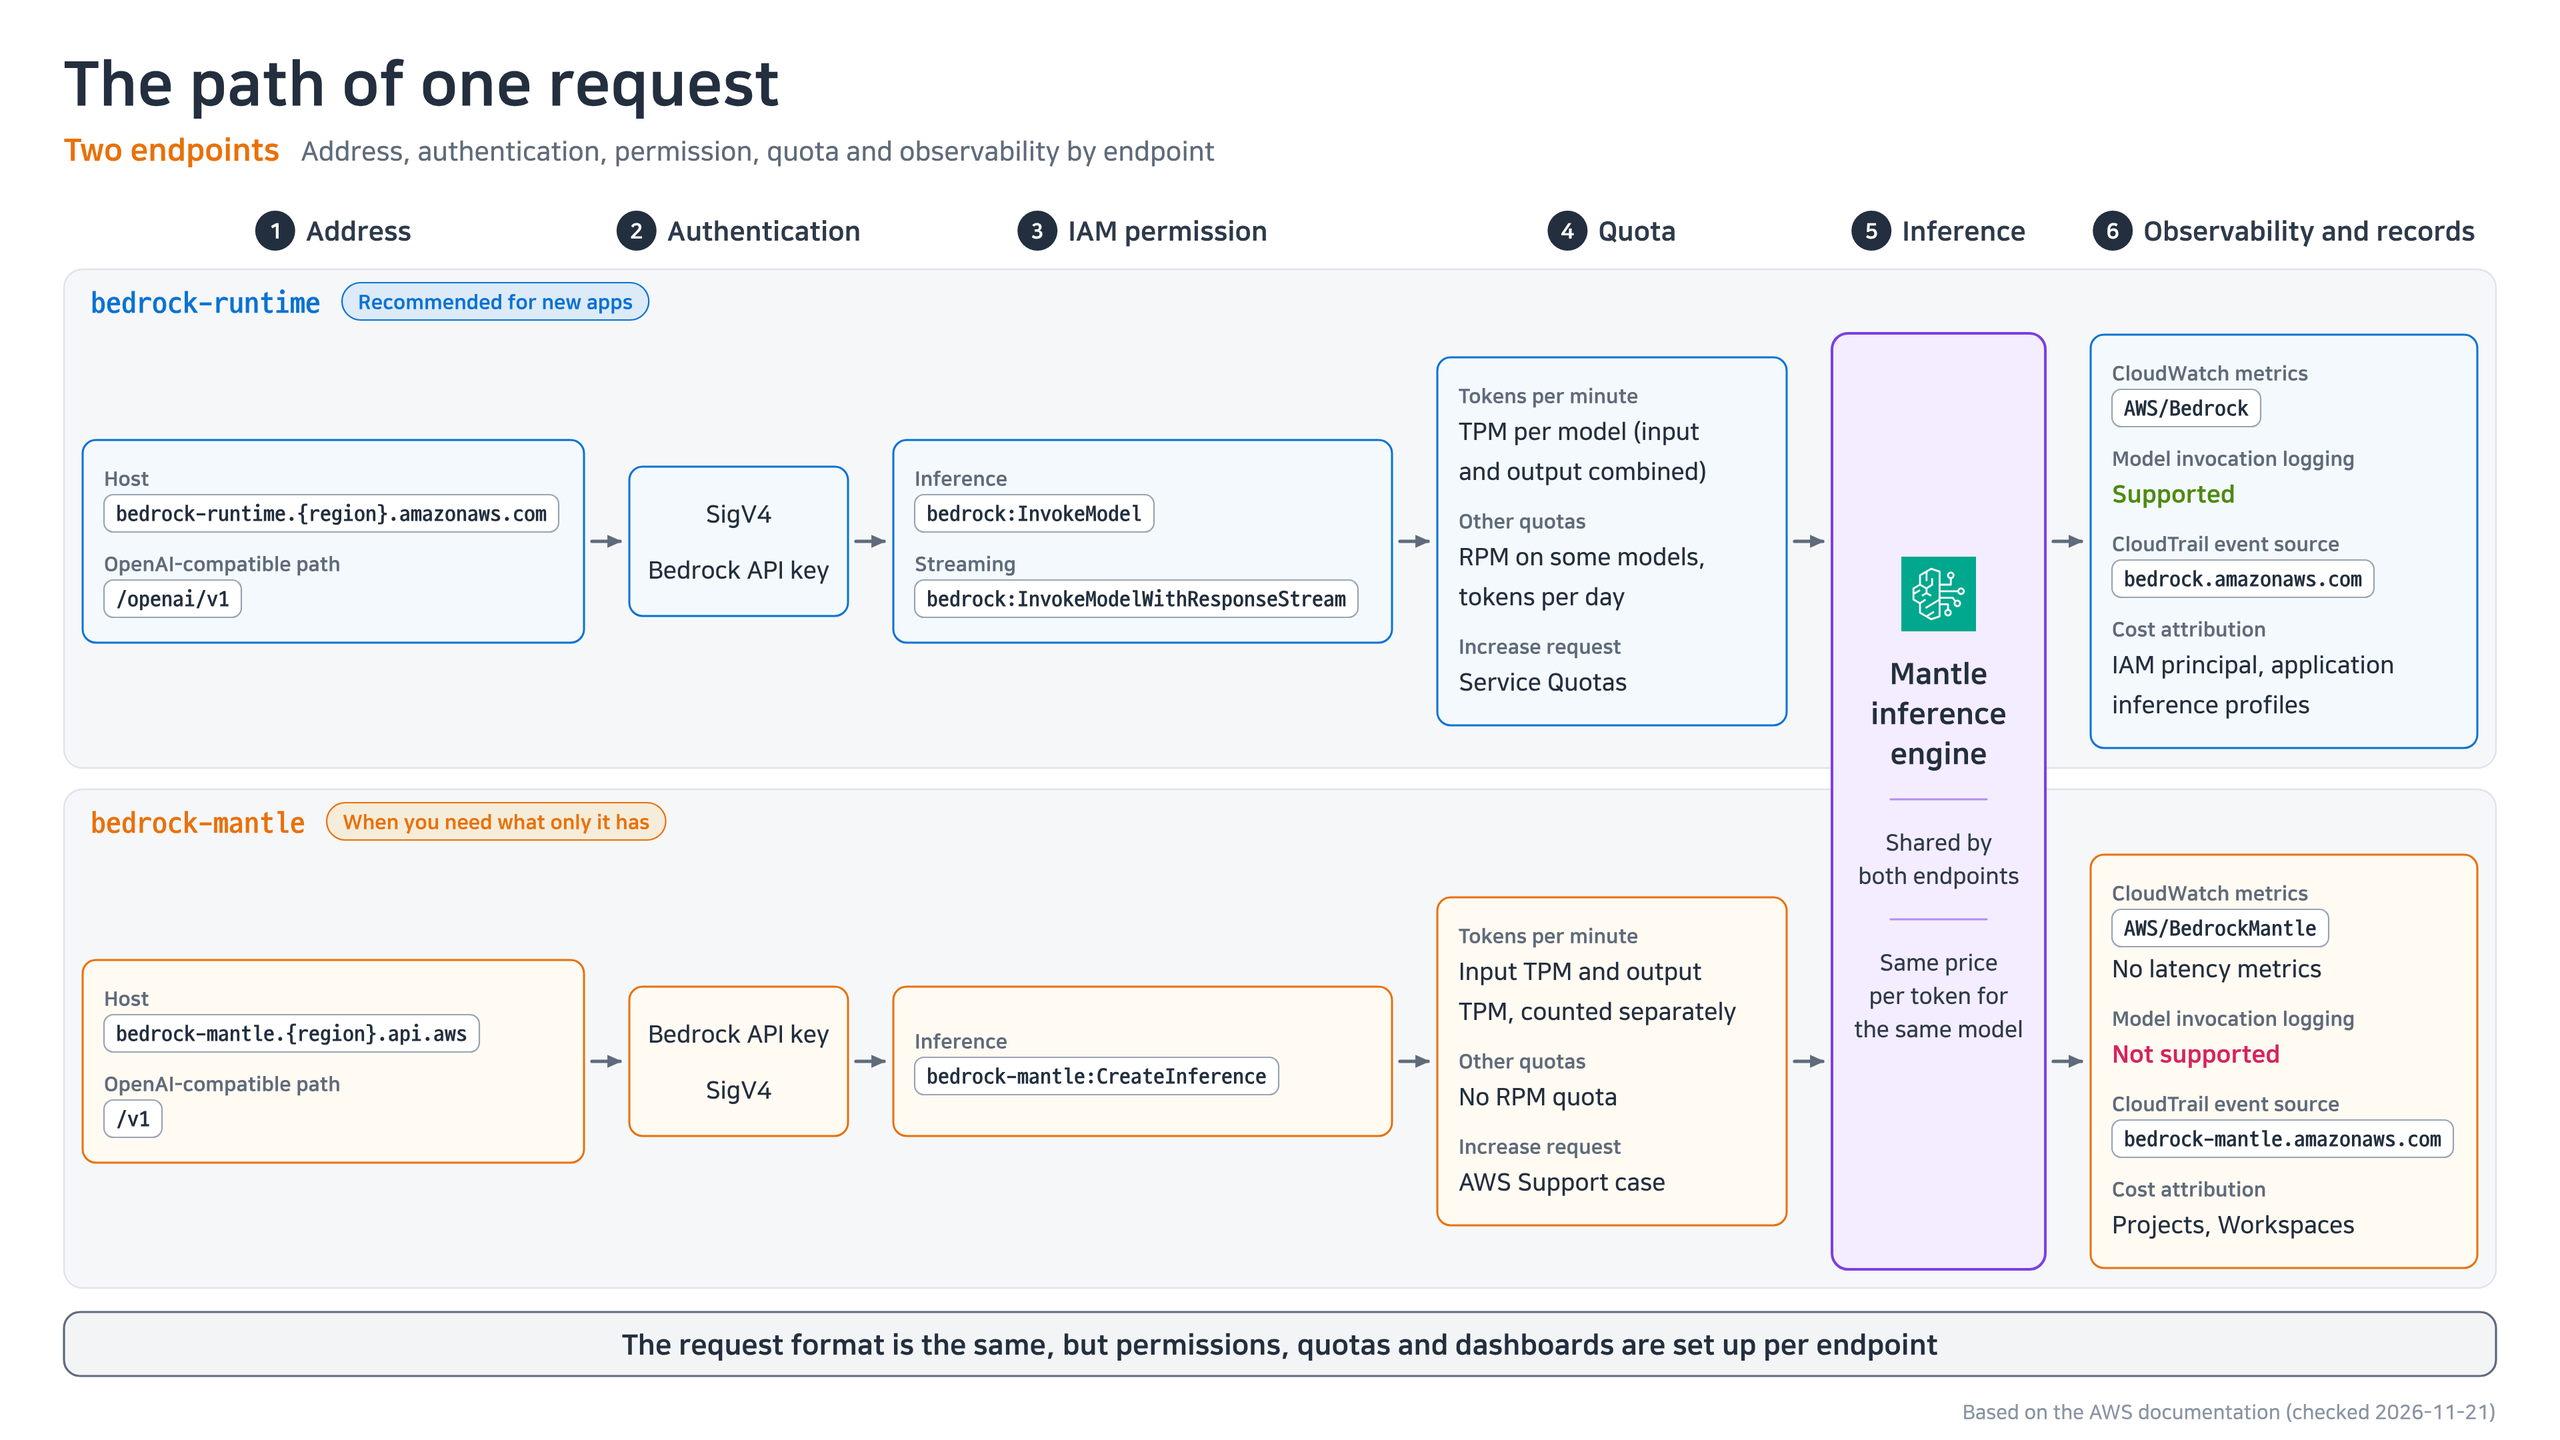 The path of one request
Two endpoints Address, authentication, permission, quota and observability by endpoint
1 Address
2 Authentication
3 IAM permission
4 Quota
5 Inference
6 Observability and records
bedrock-runtime Recommended for new apps
Host
bedrock-runtime.{region}.amazonaws.com
OpenAI-compatible path
/openai/v1
SigV4
Bedrock API key
Inference
bedrock:InvokeModel
Streaming
bedrock:InvokeModelWithResponseStream
Tokens per minute
TPM per model (input
and output combined)
Other quotas
RPM on some models,
tokens per day
Increase request
Service Quotas
Mantle
inference
engine
Shared by
both endpoints
Same price
per token for
the same model
CloudWatch metrics
AWS/Bedrock
Model invocation logging
Supported
CloudTrail event source
bedrock.amazonaws.com
Cost attribution
IAM principal, application
inference profiles
bedrock-mantle When you need what only it has
Host
bedrock-mantle.{region}.api.aws
OpenAI-compatible path
/v1
Bedrock API key
SigV4
Inference
bedrock-mantle:CreateInference
Tokens per minute
Input TPM and output
TPM, counted separately
Other quotas
No RPM quota
Increase request
AWS Support case
CloudWatch metrics
AWS/BedrockMantle
No latency metrics
Model invocation logging
Not supported
CloudTrail event source
bedrock-mantle.amazonaws.com
Cost attribution
Projects, Workspaces
The request format is the same, but permissions, quotas and dashboards are set up per endpoint
Based on the AWS documentation (checked 2026-11-21)